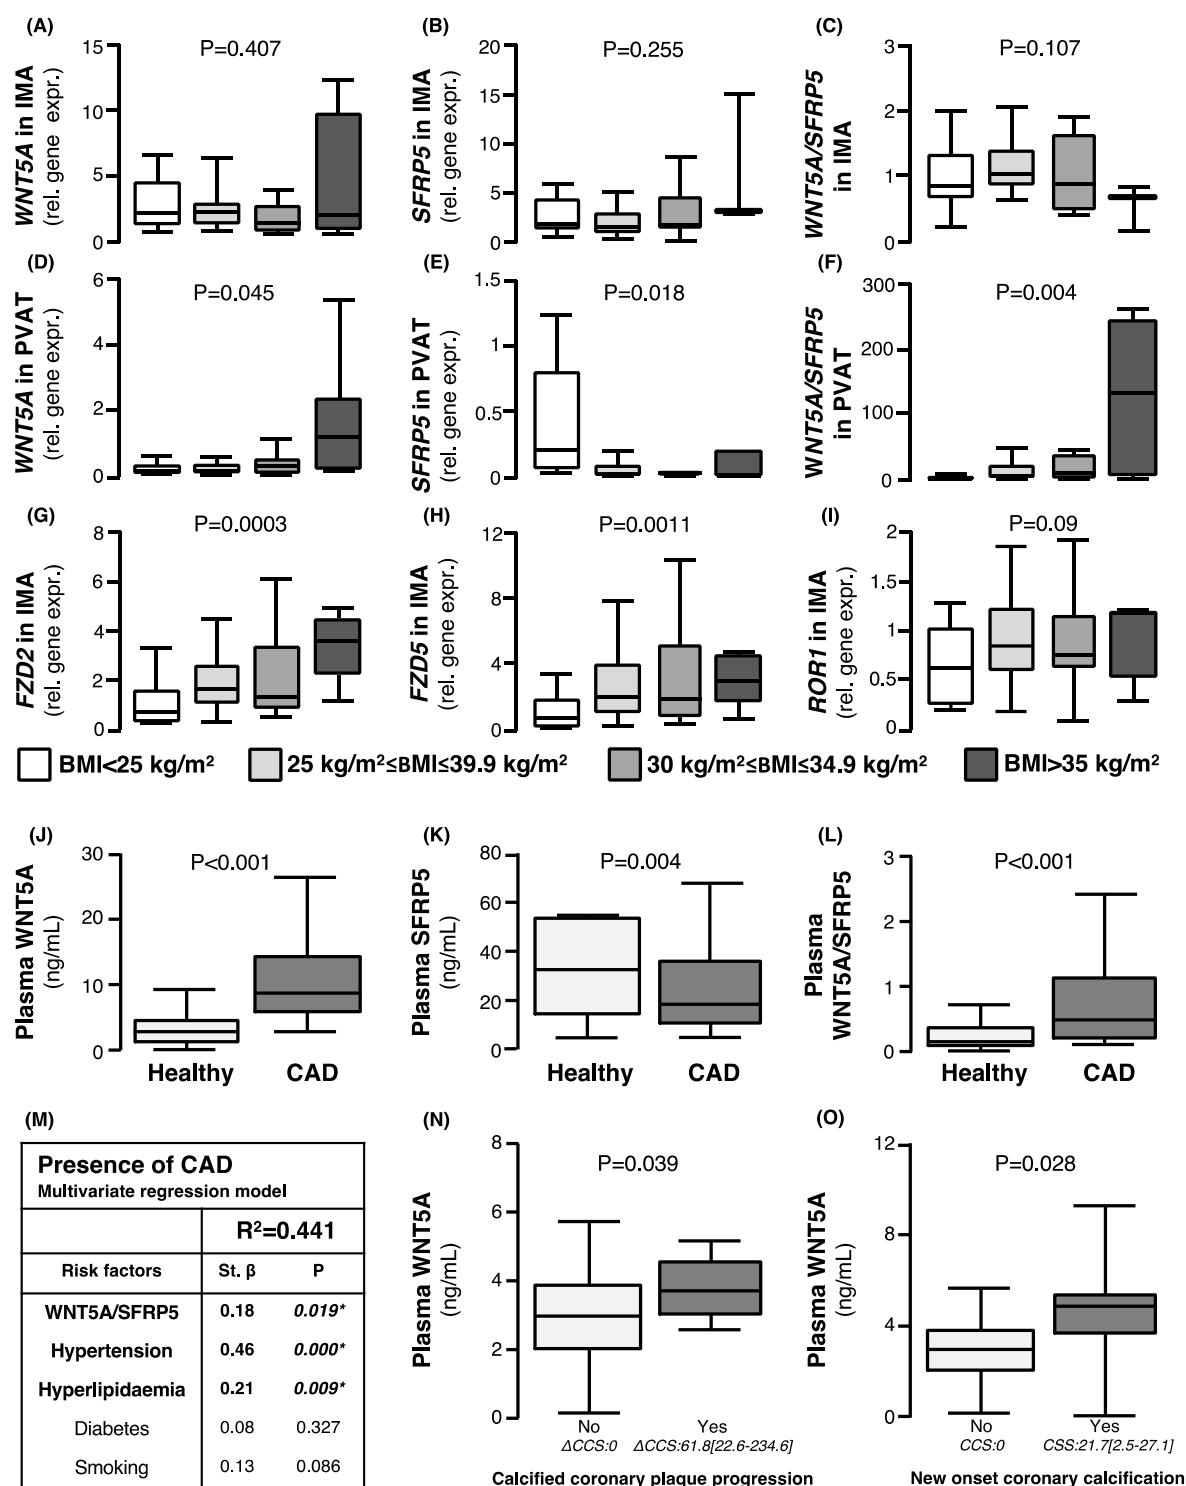 (A)
WNT5A in IMA
(rel. gene expr.)
P=0.407
15
10
5
0
(B)
SFRP5 in IMA
(rel. gene expr.)
P=0.255
20
15
10
5
0
(C)
WNT5A/SFRP5
in IMA
P=0.107
3
2
1
0
(D)
WNT5A in PVAT
(rel. gene expr.)
P=0.045
6
4
2
0
(E)
SFRP5 in PVAT
(rel. gene expr.)
P=0.018
1.5
1
0.5
0
(F)
WNT5A/SFRP5
in PVAT
P=0.004
300
200
100
0
(G)
FZD2 in IMA
(rel. gene expr.)
P=0.0003
8
6
4
2
0
(H)
FZD5 in IMA
(rel. gene expr.)
P=0.0011
12
8
4
0
(I)
ROR1 in IMA
(rel. gene expr.)
P=0.09
2
1.5
1
0.5
0
BMI<25 kg/m²
25 kg/m²≤BMI≤39.9 kg/m²
30 kg/m²≤BMI≤34.9 kg/m²
BMI>35 kg/m²
(J)
Plasma WNT5A
(ng/mL)
P<0.001
30
20
10
0
Healthy CAD
(K)
Plasma SFRP5
(ng/mL)
P=0.004
80
60
40
20
0
Healthy CAD
(L)
Plasma
WNT5A/SFRP5
P<0.001
3
2
1
0
Healthy CAD
(M)
Presence of CAD
Multivariate regression model
R²=0.441
Risk factors St. β P
WNT5A/SFRP5 0.18 0.019*
Hypertension 0.46 0.000*
Hyperlipidaemia 0.21 0.009*
Diabetes 0.08 0.327
Smoking 0.13 0.086
(N)
Plasma WNT5A
(ng/mL)
P=0.039
8
6
4
2
0
No Yes
ΔCCS:0 ΔCCS:61.8[22.6-234.6]
Calcified coronary plaque progression
(O)
Plasma WNT5A
(ng/mL)
P=0.028
12
8
4
0
No Yes
CCS:0 CSS:21.7[2.5-27.1]
New onset coronary calcification